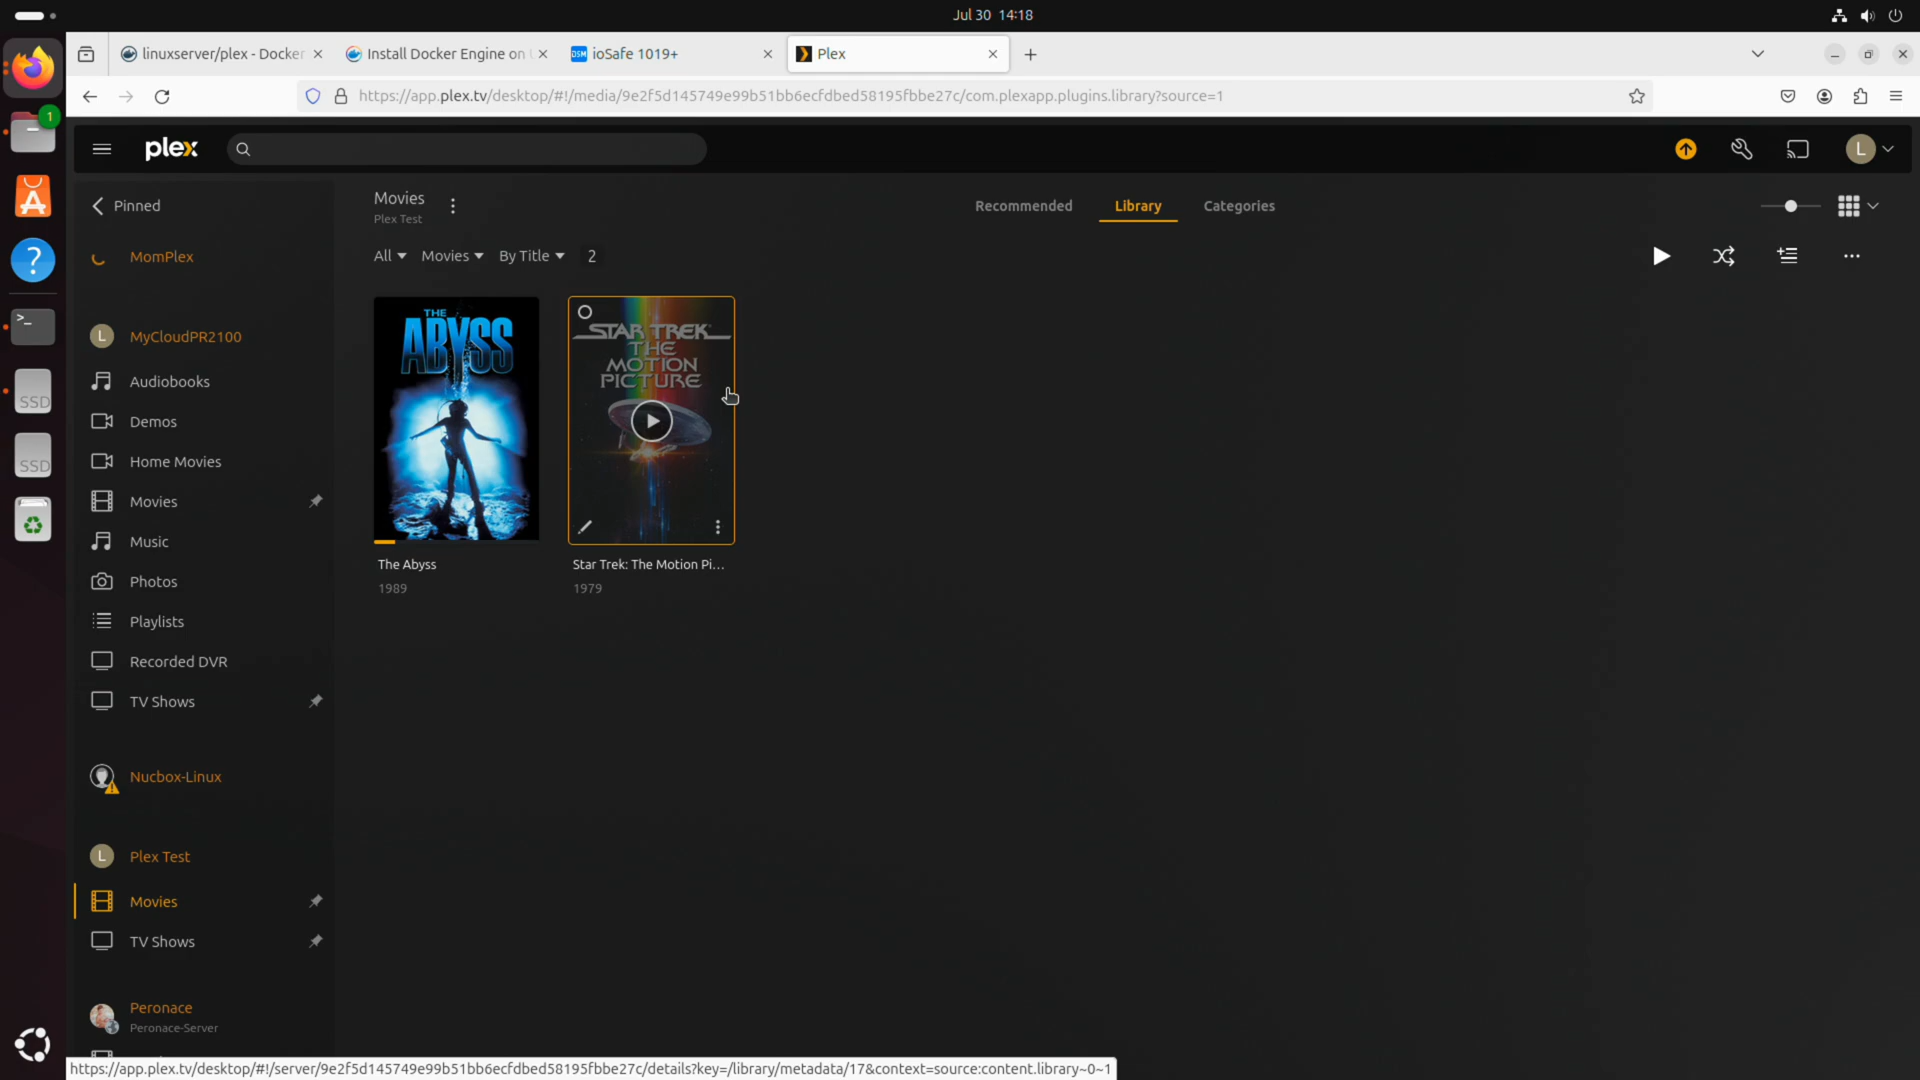 Jul 30 14:18
linuxserver/plex - Docker
Install Docker Engine on
DSM ioSafe 1019+
Plex
https://app.plex.tv/desktop/#!/media/9e2f5d145749e99b51bb6ecfdbed58195fbbe27c/com.plexapp.plugins.library?source=1
1
plex
L
Pinned
Movies
Plex Test
Recommended
Library
Categories
MomPlex
All
Movies
By Title
2
L MyCloudPR2100
Audiobooks
Demos
Home Movies
Movies
Music
Photos
Playlists
Recorded DVR
TV Shows
Nucbox-Linux
L Plex Test
Movies
TV Shows
Peronace
Peronace-Server
THE
ABYSS
The Abyss
1989
STAR TREK
THE
MOTION
PICTURE
Star Trek: The Motion Pi...
1979
?
>_
SSD
SSD
https://app.plex.tv/desktop/#!/server/9e2f5d145749e99b51bb6ecfdbed58195fbbe27c/details?key=/library/metadata/17&context=source:content.library~0~1